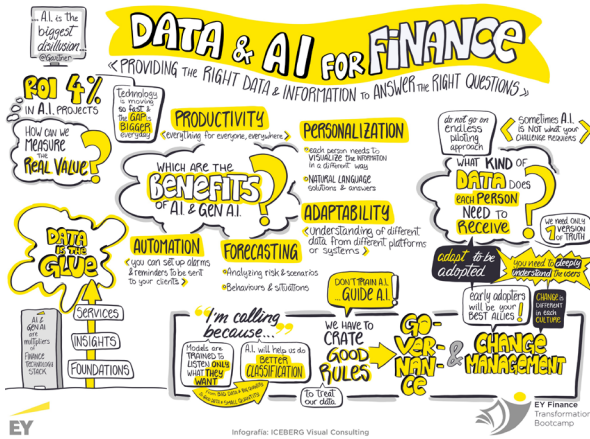 ...A.I. is the
biggest
disillusion...
@Gartner
DATA & AI FOR FINANCE
«PROVIDING the RIGHT DATA & INFORMATION to ANSWER the RIGHT QUESTIONS»
ROI 4%
in A.I. PROJECTS
HOW CAN WE
MEASURE
the
REAL VALUE?
Technology
is moving
so fast &
the GAP is
BIGGER
everyday
PRODUCTIVITY
<everything for everyone, everywhere>
WHICH ARE THE
BENEFITS
OF A.I. & GEN A.I.
?
PERSONALIZATION
each person needs to
VISUALIZE the INFORMATION
in a different way
NATURAL LANGUAGE
solutions & answers
ADAPTABILITY
<understanding of different
data from different platforms
or systems>
AUTOMATION
<you can set up alarms
& reminders to be sent
to your clients>
FORECASTING
Analyzing risk & scenarios
Behaviours & situations
do not go on
endless
piloting
approach
sometimes A.I.
IS NOT what your
CHALLENGE REQUIERES
WHAT KIND OF
DATA DOES
EACH PERSON
NEED TO
RECEIVE
?
WE NEED ONLY
1 VERSION
OF TRUTH
adapt to be
adopted
you need to deeply
understand the users
early adopters
will be your
BEST ALLIES!
CHANGE is
DIFFERENT
in each
CULTURE
DATA
IS THE
GLUE
A.I. &
GEN AI
are
multipliers
of
FINANCE
TECHNOLOGY
STACK
SERVICES
INSIGHTS
FOUNDATIONS
"I'm calling
because..."
Models are
TRAINED TO
LISTEN ONLY
what THEY
WANT
A.I. will help us do
BETTER
CLASSIFICATION
DON'T TRAIN A.I.
... GUIDE A.I.!
WE HAVE TO
CRATE
GOOD
RULES
To treat
our data
GO-
VER-
NAN-
CE
&
CHANGE
MANAGEMENT
EY
EY Finance
Transformation
Bootcamp
Infografía: ICEBERG Visual Consulting